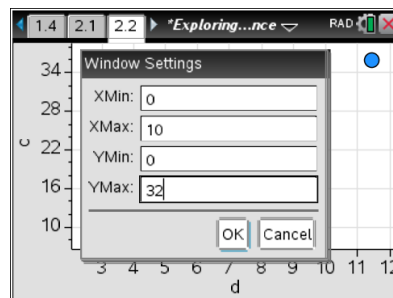 1.4 2.1 2.2 *Exploring...nce RAD
Window Settings
XMin: 0
XMax: 10
YMin: 0
YMax: 32
OK Cancel
34
28
22
16
10
c
3 4 5 6 7 8 9 10 11 12
d